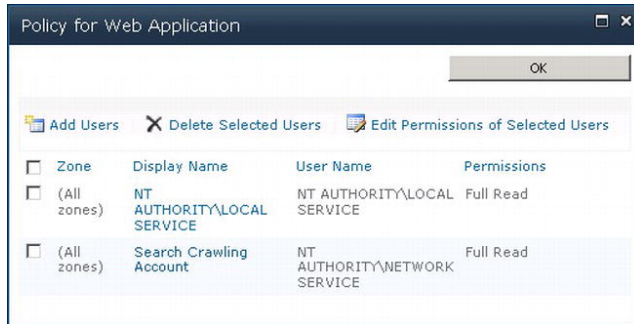 Policy for Web Application
OK
Add Users Delete Selected Users Edit Permissions of Selected Users
Zone Display Name User Name Permissions
(All NT NT AUTHORITY\LOCAL Full Read
zones) AUTHORITY\LOCAL SERVICE
SERVICE
(All Search Crawling NT Full Read
zones) Account AUTHORITY\NETWORK
SERVICE